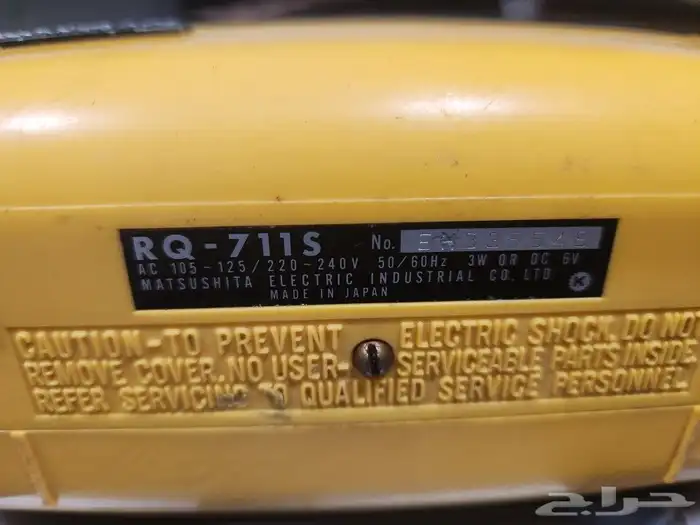 RQ-711S No.
AC 105-125/220-240V 50/60Hz 3W OR DC 6V
MATSUSHITA ELECTRIC INDUSTRIAL CO. LTD
MADE IN JAPAN
K
CAUTION-TO PREVENT ELECTRIC SHOCK. DO NOT
REMOVE COVER. NO USER-SERVICEABLE PARTS INSIDE
REFER SERVICING TO QUALIFIED SERVICE PERSONNEL
حراج